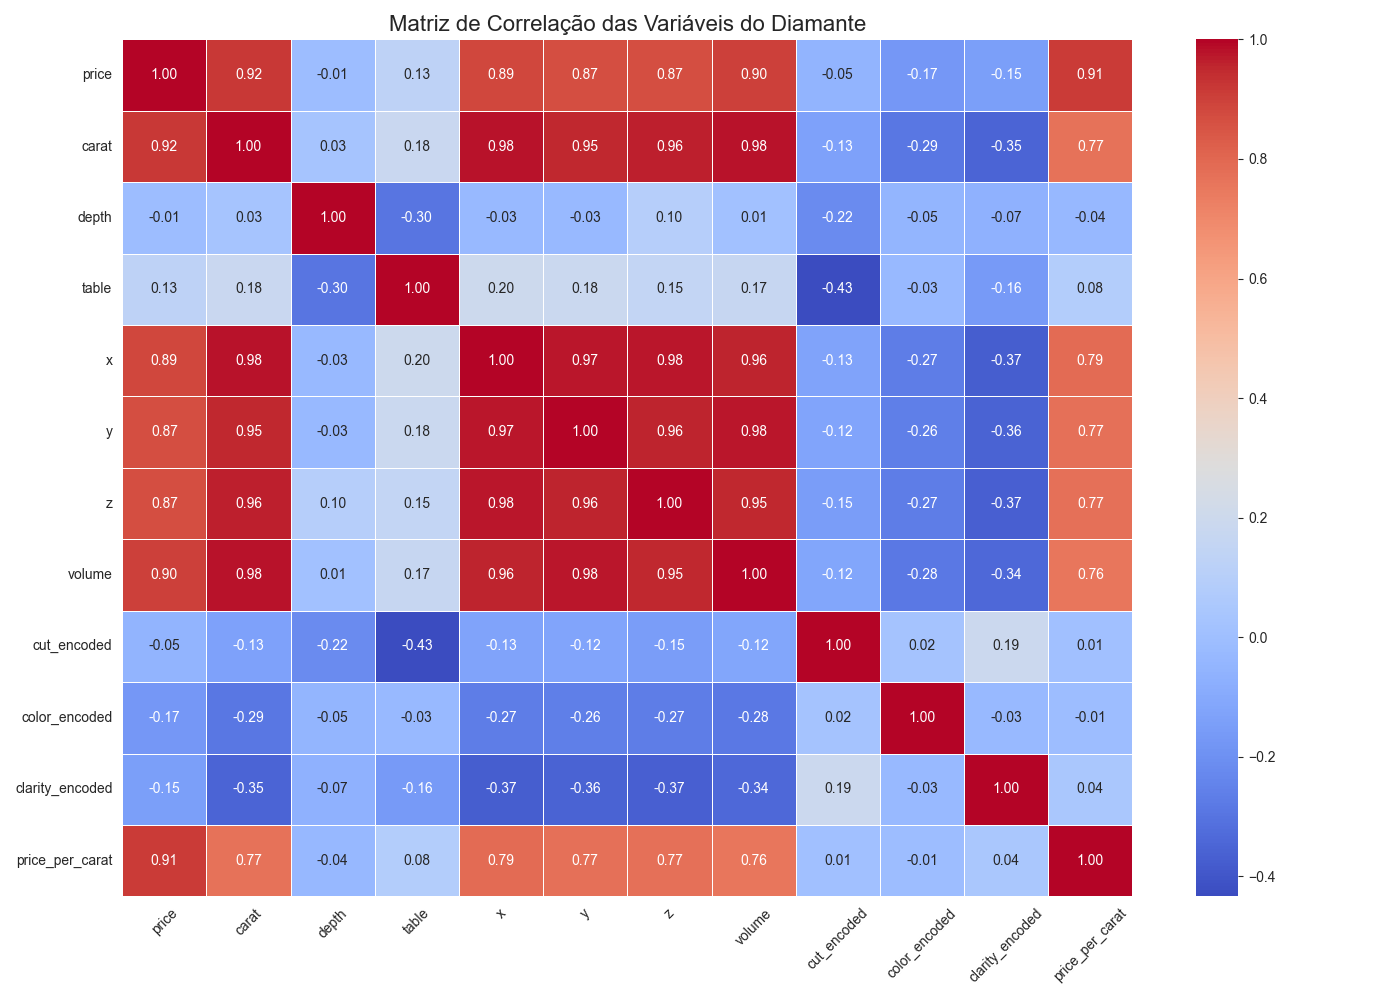 Matriz de Correlação das Variáveis do Diamante
price 1.00 0.92 -0.01 0.13 0.89 0.87 0.87 0.90 -0.05 -0.17 -0.15 0.91
carat 0.92 1.00 0.03 0.18 0.98 0.95 0.96 0.98 -0.13 -0.29 -0.35 0.77
depth -0.01 0.03 1.00 -0.30 -0.03 -0.03 0.10 0.01 -0.22 -0.05 -0.07 -0.04
table 0.13 0.18 -0.30 1.00 0.20 0.18 0.15 0.17 -0.43 -0.03 -0.16 0.08
x 0.89 0.98 -0.03 0.20 1.00 0.97 0.98 0.96 -0.13 -0.27 -0.37 0.79
y 0.87 0.95 -0.03 0.18 0.97 1.00 0.96 0.98 -0.12 -0.26 -0.36 0.77
z 0.87 0.96 0.10 0.15 0.98 0.96 1.00 0.95 -0.15 -0.27 -0.37 0.77
volume 0.90 0.98 0.01 0.17 0.96 0.98 0.95 1.00 -0.12 -0.28 -0.34 0.76
cut_encoded -0.05 -0.13 -0.22 -0.43 -0.13 -0.12 -0.15 -0.12 1.00 0.02 0.19 0.01
color_encoded -0.17 -0.29 -0.05 -0.03 -0.27 -0.26 -0.27 -0.28 0.02 1.00 -0.03 -0.01
clarity_encoded -0.15 -0.35 -0.07 -0.16 -0.37 -0.36 -0.37 -0.34 0.19 -0.03 1.00 0.04
price_per_carat 0.91 0.77 -0.04 0.08 0.79 0.77 0.77 0.76 0.01 -0.01 0.04 1.00
price carat depth table x y z volume cut_encoded color_encoded clarity_encoded price_per_carat
1.0
0.8
0.6
0.4
0.2
0.0
−0.2
−0.4